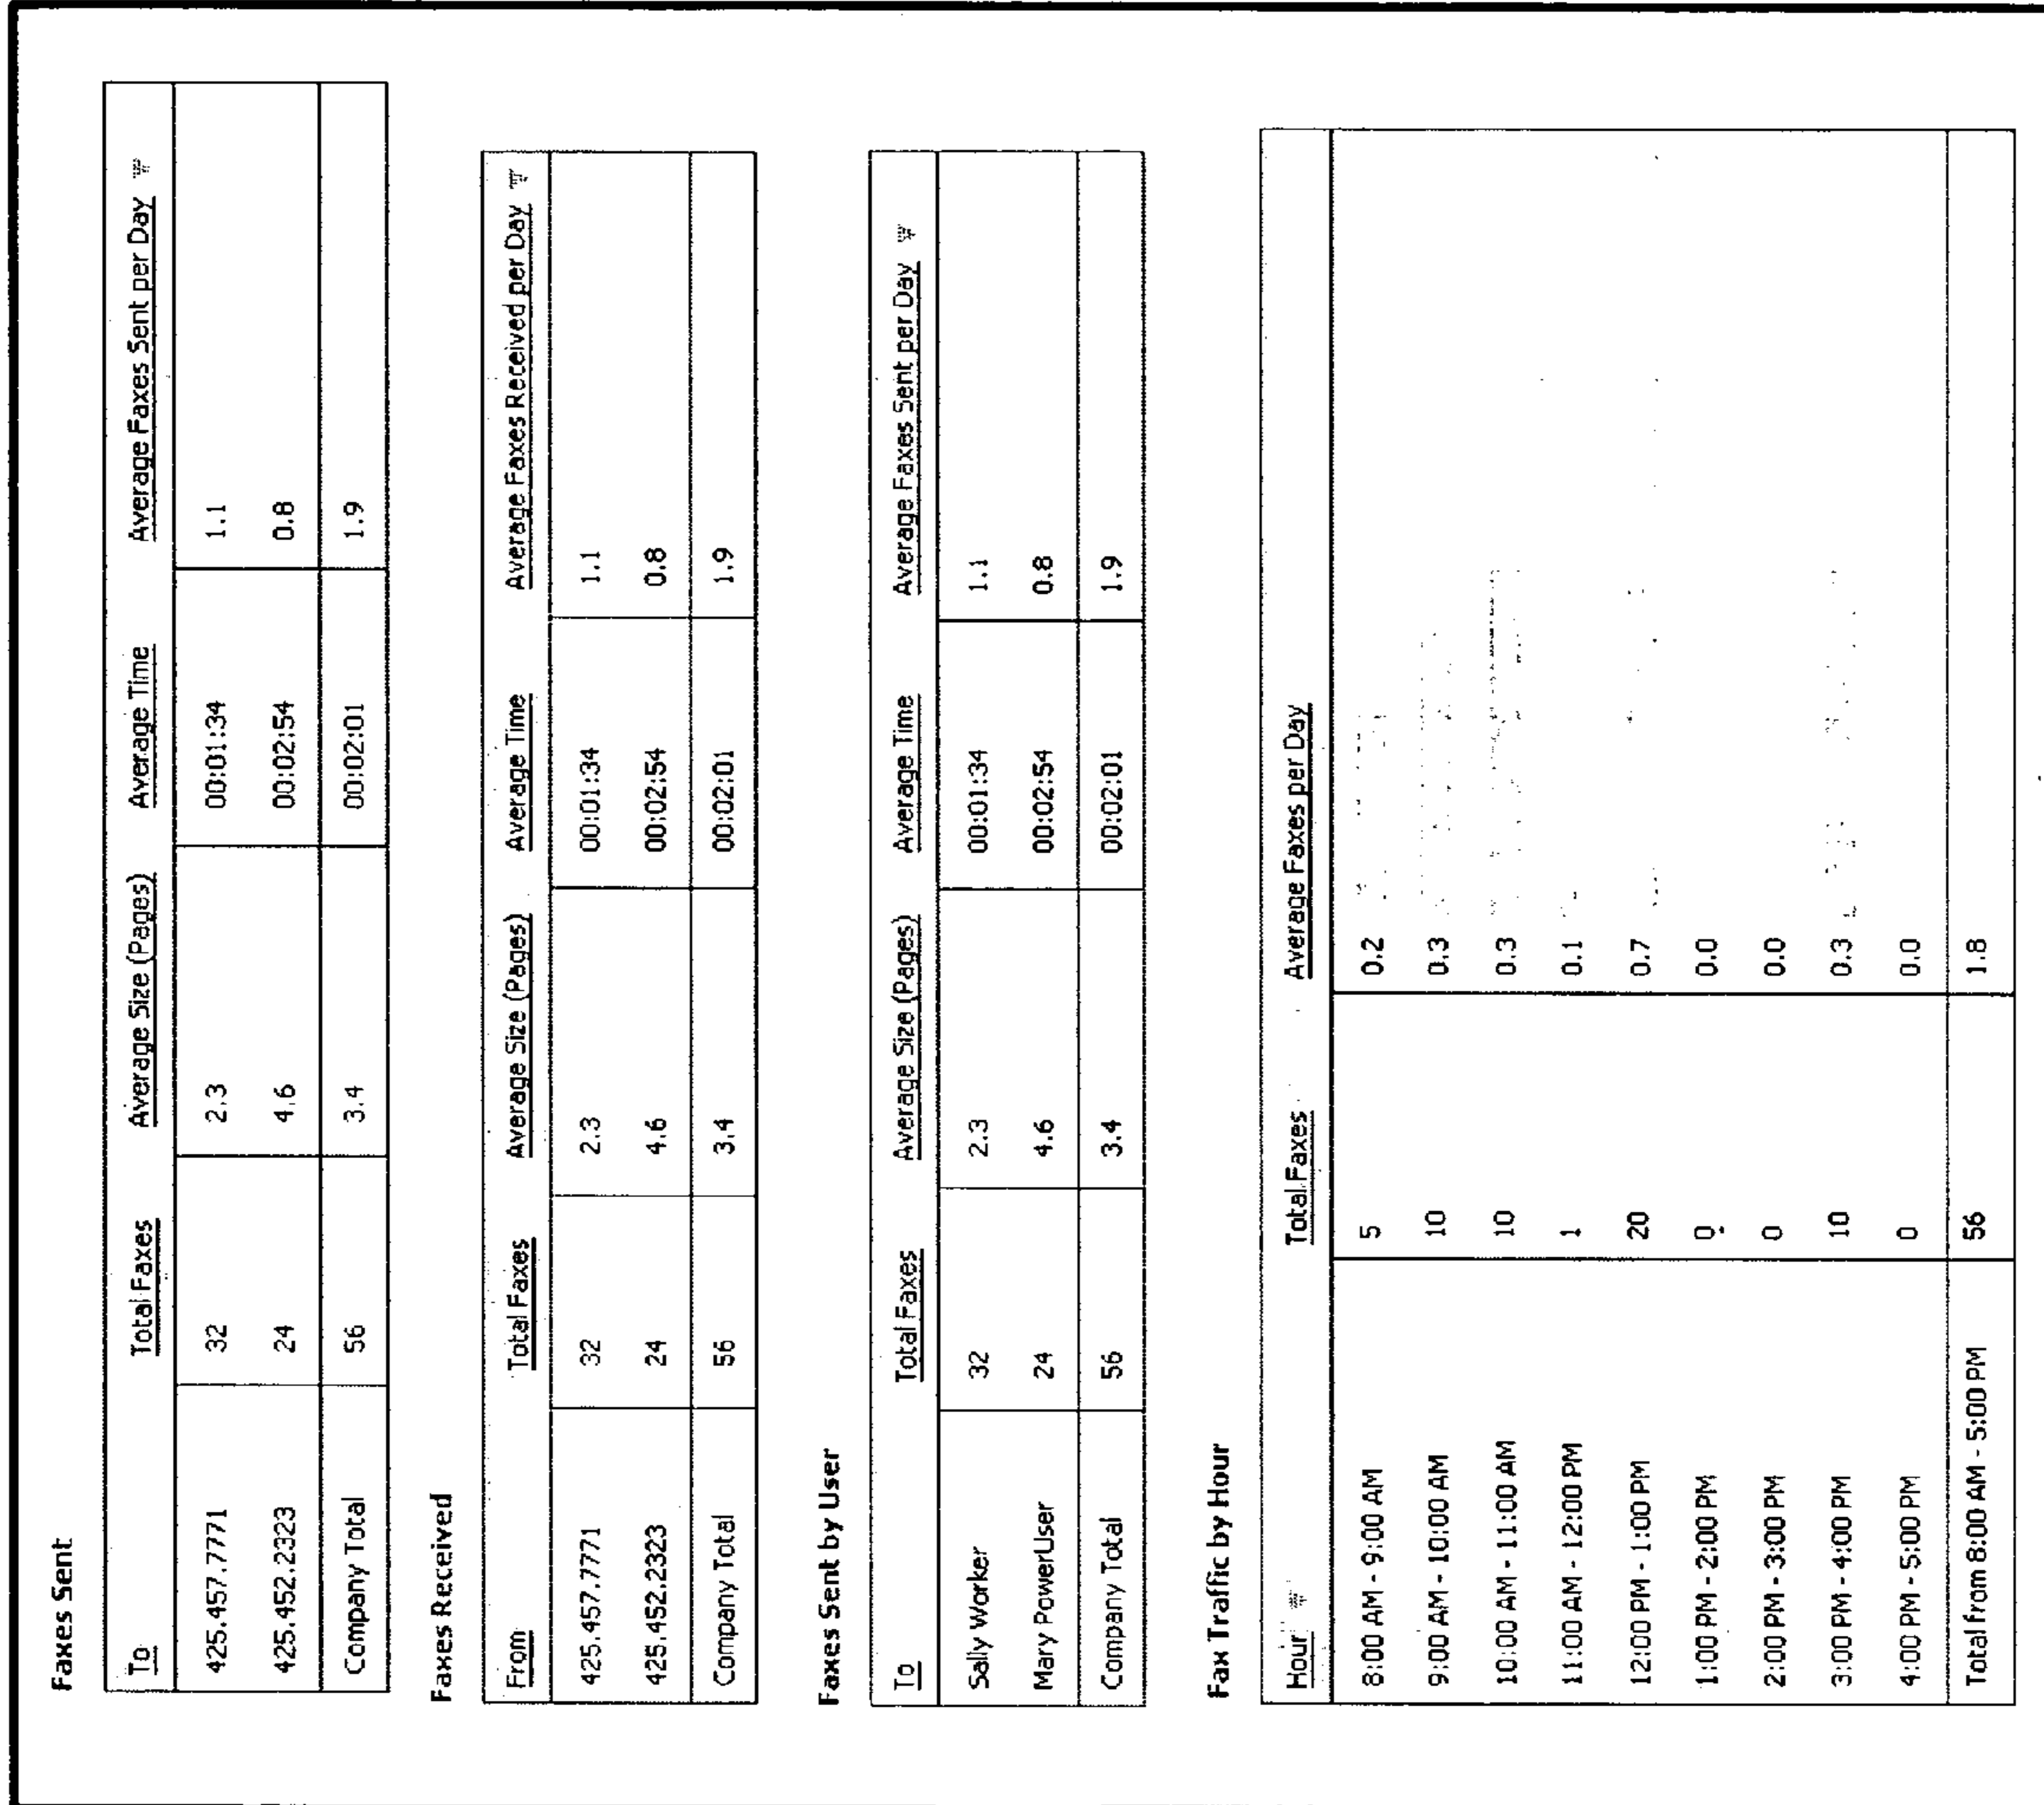 Faxes Sent
To Total Faxes Average Size (Pages) Average Time Average Faxes Sent per Day
425.457.7771 32 2.3 00:01:34 1.1
425.452.2323 24 4.6 00:02:54 0.8
Company Total 56 3.4 00:02:01 1.9
Faxes Received
From Total Faxes Average Size (Pages) Average Time Average Faxes Received per Day
425.457.7771 32 2.3 00:01:34 1.1
425.452.2323 24 4.6 00:02:54 0.8
Company Total 56 3.4 00:02:01 1.9
Faxes Sent by User
To Total Faxes Average Size (Pages) Average Time Average Faxes Sent per Day
Sally Worker 32 2.3 00:01:34 1.1
Mary PowerUser 24 4.6 00:02:54 0.8
Company Total 56 3.4 00:02:01 1.9
Fax Traffic by Hour
Hour Total Faxes Average Faxes per Day
8:00 AM - 9:00 AM 5 0.2
9:00 AM - 10:00 AM 10 0.3
10:00 AM - 11:00 AM 10 0.3
11:00 AM - 12:00 PM 1 0.1
12:00 PM - 1:00 PM 20 0.7
1:00 PM - 2:00 PM 0 0.0
2:00 PM - 3:00 PM 0 0.0
3:00 PM - 4:00 PM 10 0.3
4:00 PM - 5:00 PM 0 0.0
Total from 8:00 AM - 5:00 PM 56 1.8